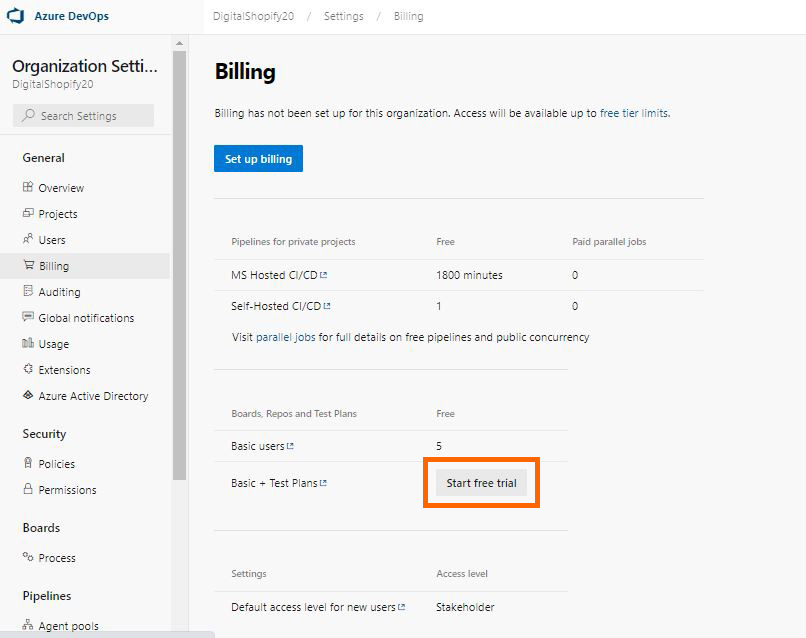 Azure DevOps
DigitalShopify20 / Settings / Billing
Organization Setti...
DigitalShopify20
Search Settings
General
Overview
Projects
Users
Billing
Auditing
Global notifications
Usage
Extensions
Azure Active Directory
Security
Policies
Permissions
Boards
Process
Pipelines
Agent pools
Billing
Billing has not been set up for this organization. Access will be available up to free tier limits.
Set up billing
Pipelines for private projects Free Paid parallel jobs
MS Hosted CI/CD 1800 minutes 0
Self-Hosted CI/CD 1 0
Visit parallel jobs for full details on free pipelines and public concurrency
Boards, Repos and Test Plans Free
Basic users 5
Basic + Test Plans Start free trial
Settings Access level
Default access level for new users Stakeholder